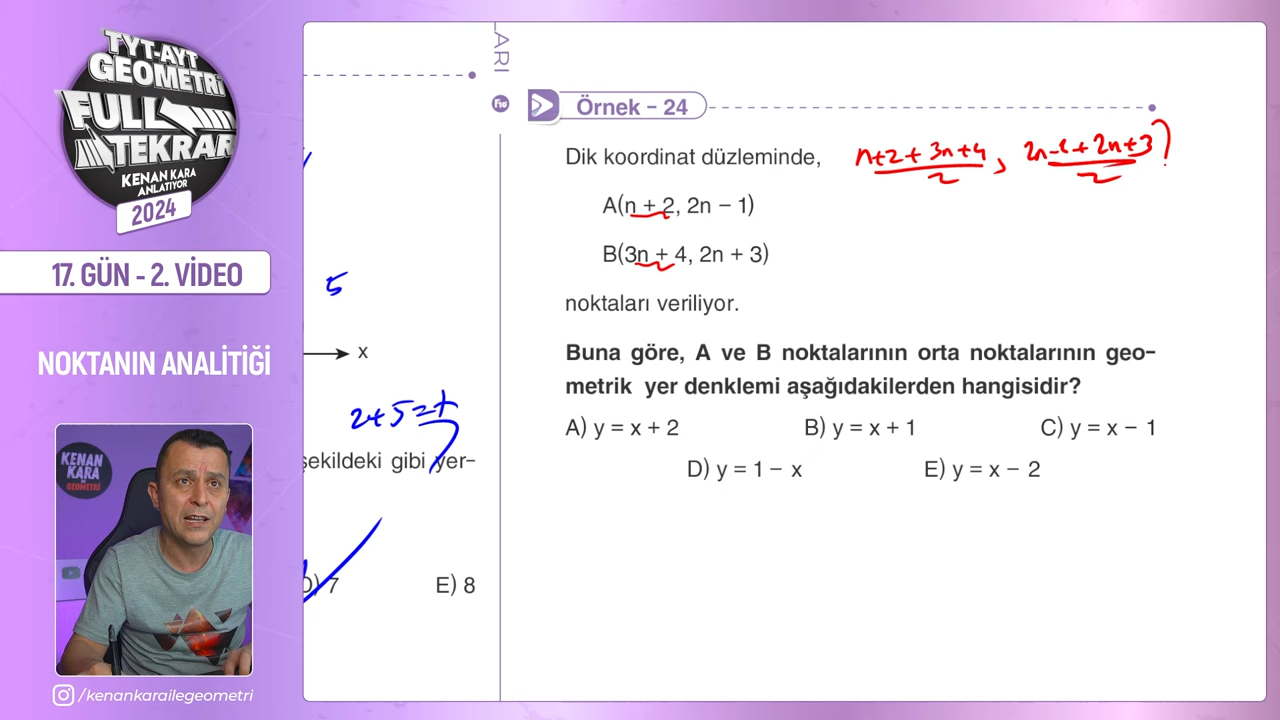 TYT-AYT
GEOMETRİ
FULL
TEKRAR
KENAN KARA
ANLATIYOR
2024
17. GÜN - 2. VİDEO
NOKTANIN ANALİTİĞİ
KENAN
KARA
GEOMETRİ
/kenankarailegeometri
5
x
2+5=7
şekildeki gibi yer-
D) 7
E) 8
LARI
Örnek - 24
Dik koordinat düzleminde,
n+2+3n+4/2 , 2n-1+2n+3/2
A(n + 2, 2n - 1)
B(3n + 4, 2n + 3)
noktaları veriliyor.
Buna göre, A ve B noktalarının orta noktalarının geo-
metrik yer denklemi aşağıdakilerden hangisidir?
A) y = x + 2
B) y = x + 1
C) y = x - 1
D) y = 1 - x
E) y = x - 2